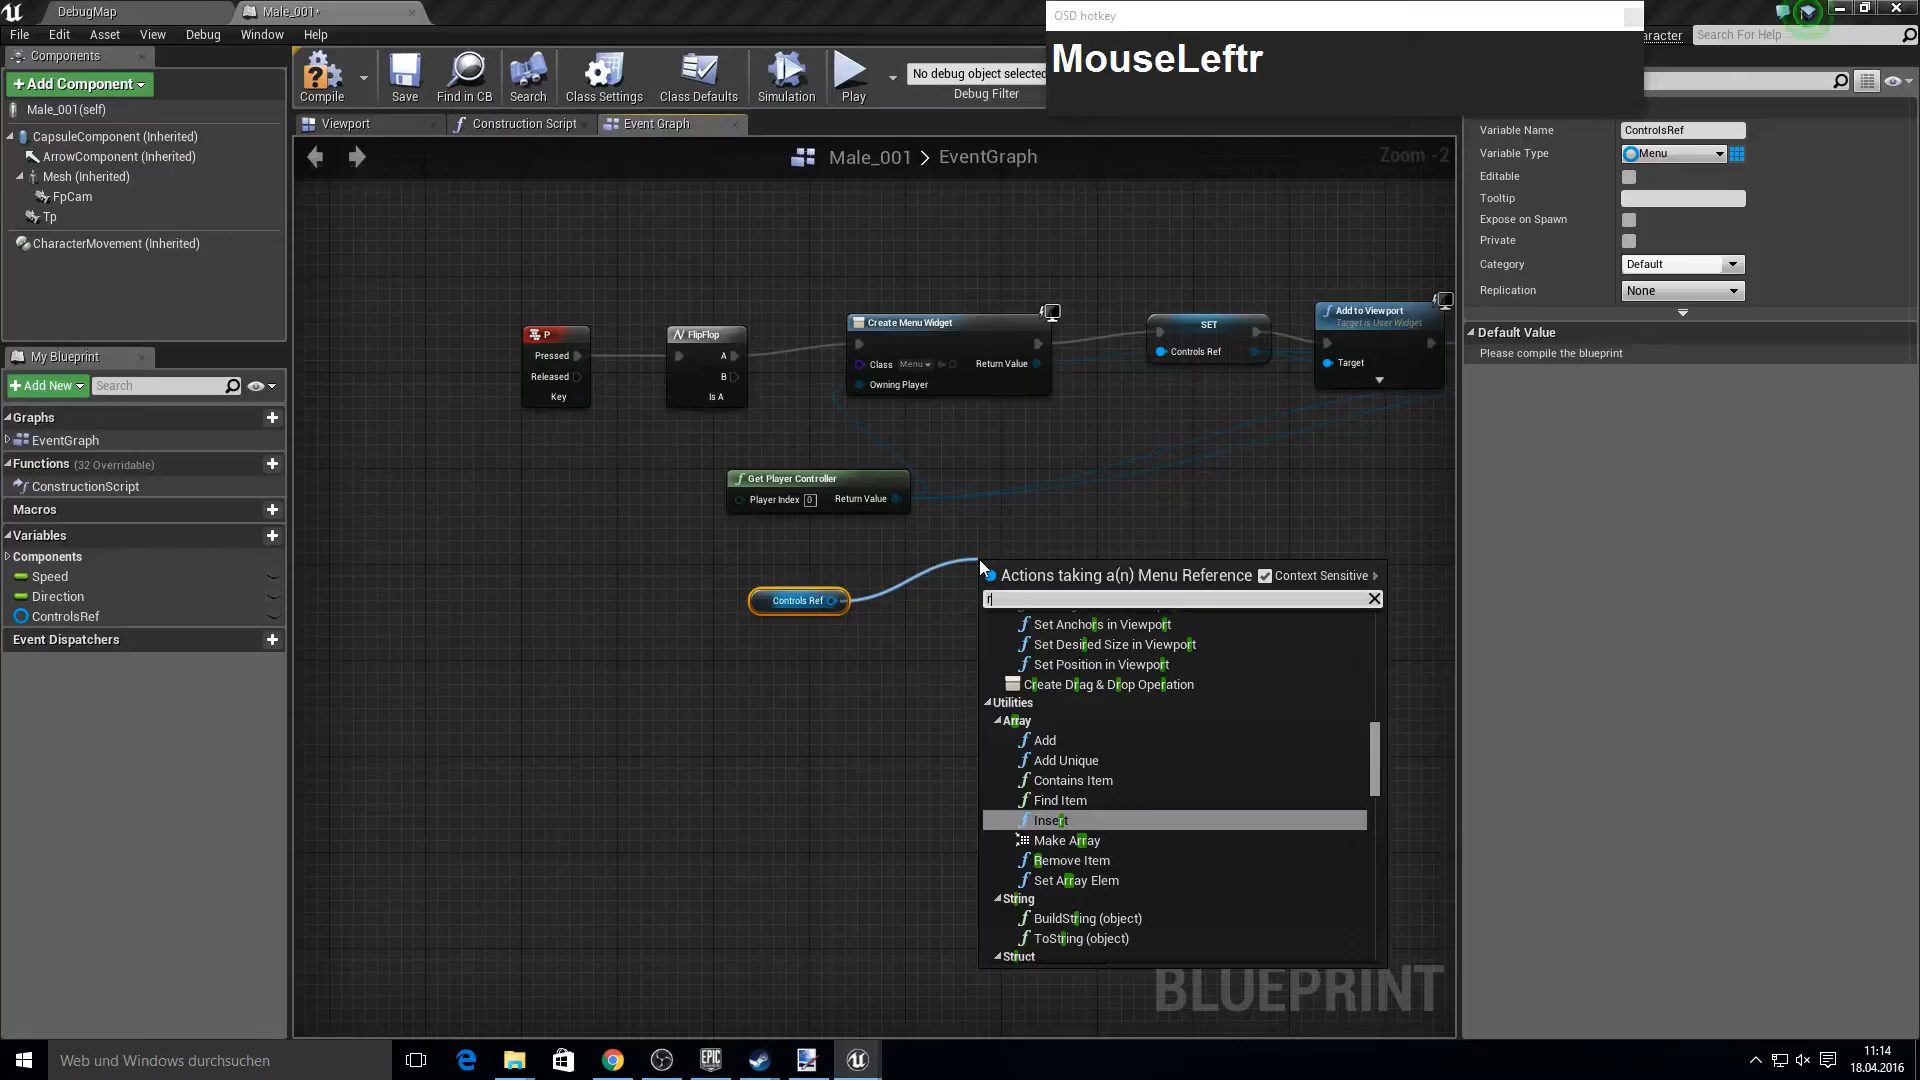 DebugMap
Male_001*
OSD hotkey
MouseLeftr
File
Edit
Asset
View
Debug
Window
Help
aracter
Search For Help
Components
+Add Component
Male_001(self)
CapsuleComponent (Inherited)
ArrowComponent (Inherited)
Mesh (Inherited)
FpCam
Tp
CharacterMovement (Inherited)
Compile
Save
Find in CB
Search
Class Settings
Class Defaults
Simulation
Play
No debug object selected
Debug Filter
Viewport
Construction Script
Event Graph
Male_001 > EventGraph
Zoom -2
My Blueprint
+Add New
Search
Graphs
EventGraph
Functions (32 Overridable)
ConstructionScript
Macros
Variables
Components
Speed
Direction
ControlsRef
Event Dispatchers
P
Pressed
Released
Key
FlipFlop
A
B
Is A
Create Menu Widget
Class Menu
Return Value
Owning Player
SET
Controls Ref
Add to Viewport
Target is User Widget
Target
Get Player Controller
Player Index 0
Return Value
Controls Ref
Actions taking a(n) Menu Reference
Context Sensitive
r
Set Anchors in Viewport
Set Desired Size in Viewport
Set Position in Viewport
Create Drag & Drop Operation
Utilities
Array
Add
Add Unique
Contains Item
Find Item
Insert
Make Array
Remove Item
Set Array Elem
String
BuildString (object)
ToString (object)
Struct
BLUEPRINT
Variable Name
ControlsRef
Variable Type
Menu
Editable
Tooltip
Expose on Spawn
Private
Category
Default
Replication
None
Default Value
Please compile the blueprint
Web und Windows durchsuchen
EPIC
11:14
18.04.2016